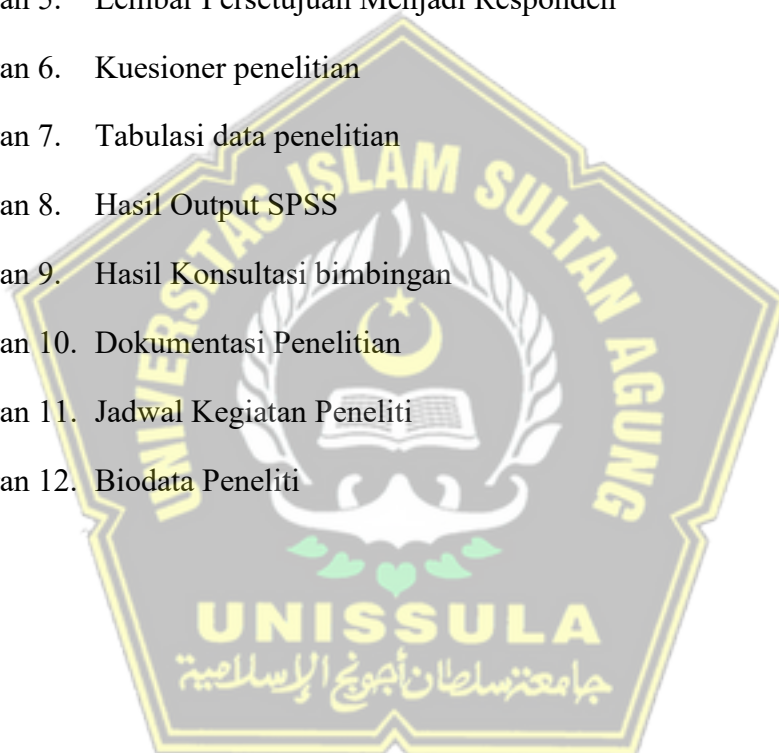 an 5. Lembar Persetujuan Menjadi Responden
an 6. Kuesioner penelitian
an 7. Tabulasi data penelitian
an 8. Hasil Output SPSS
an 9. Hasil Konsultasi bimbingan
an 10. Dokumentasi Penelitian
an 11. Jadwal Kegiatan Peneliti
an 12. Biodata Peneliti
UNIVERSITAS ISLAM SULTAN AGUNG
UNISSULA
جامعتنسلطان أجونج الإسلامية